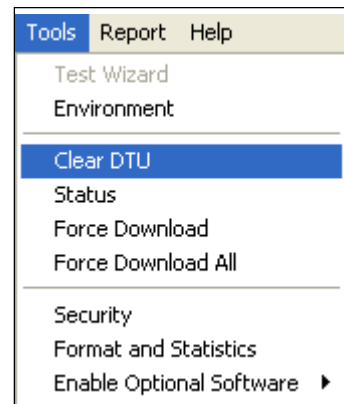 Tools Report Help
Test Wizard
Environment
Clear DTU
Status
Force Download
Force Download All
Security
Format and Statistics
Enable Optional Software